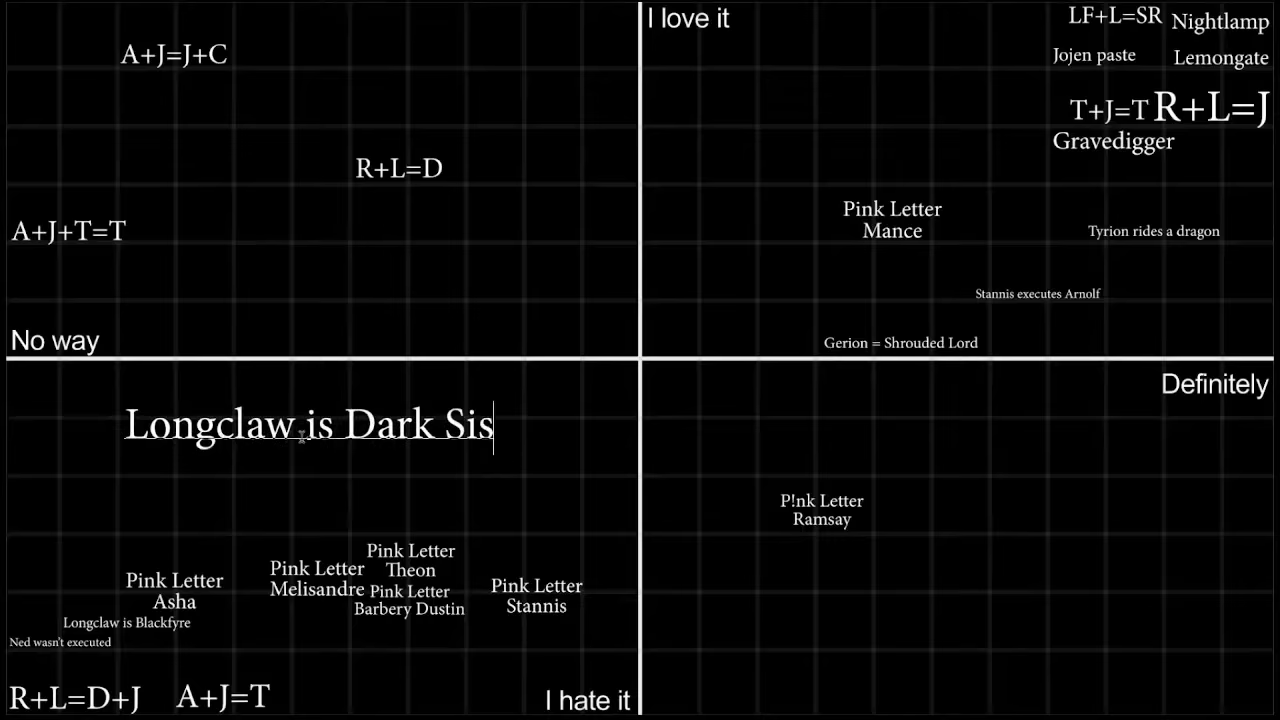 A+J=J+C
R+L=D
A+J+T=T
No way
I love it
LF+L=SR
Nightlamp
Jojen paste
Lemongate
T+J=T
R+L=J
Gravedigger
Pink Letter
Mance
Tyrion rides a dragon
Stannis executes Arnolf
Gerion = Shrouded Lord
Longclaw is Dark Sis
Pink Letter
Theon
Pink Letter
Melisandre
Pink Letter
Barbery Dustin
Pink Letter
Asha
Pink Letter
Stannis
Longclaw is Blackfyre
Ned wasn't executed
R+L=D+J
A+J=T
I hate it
Definitely
P!nk Letter
Ramsay